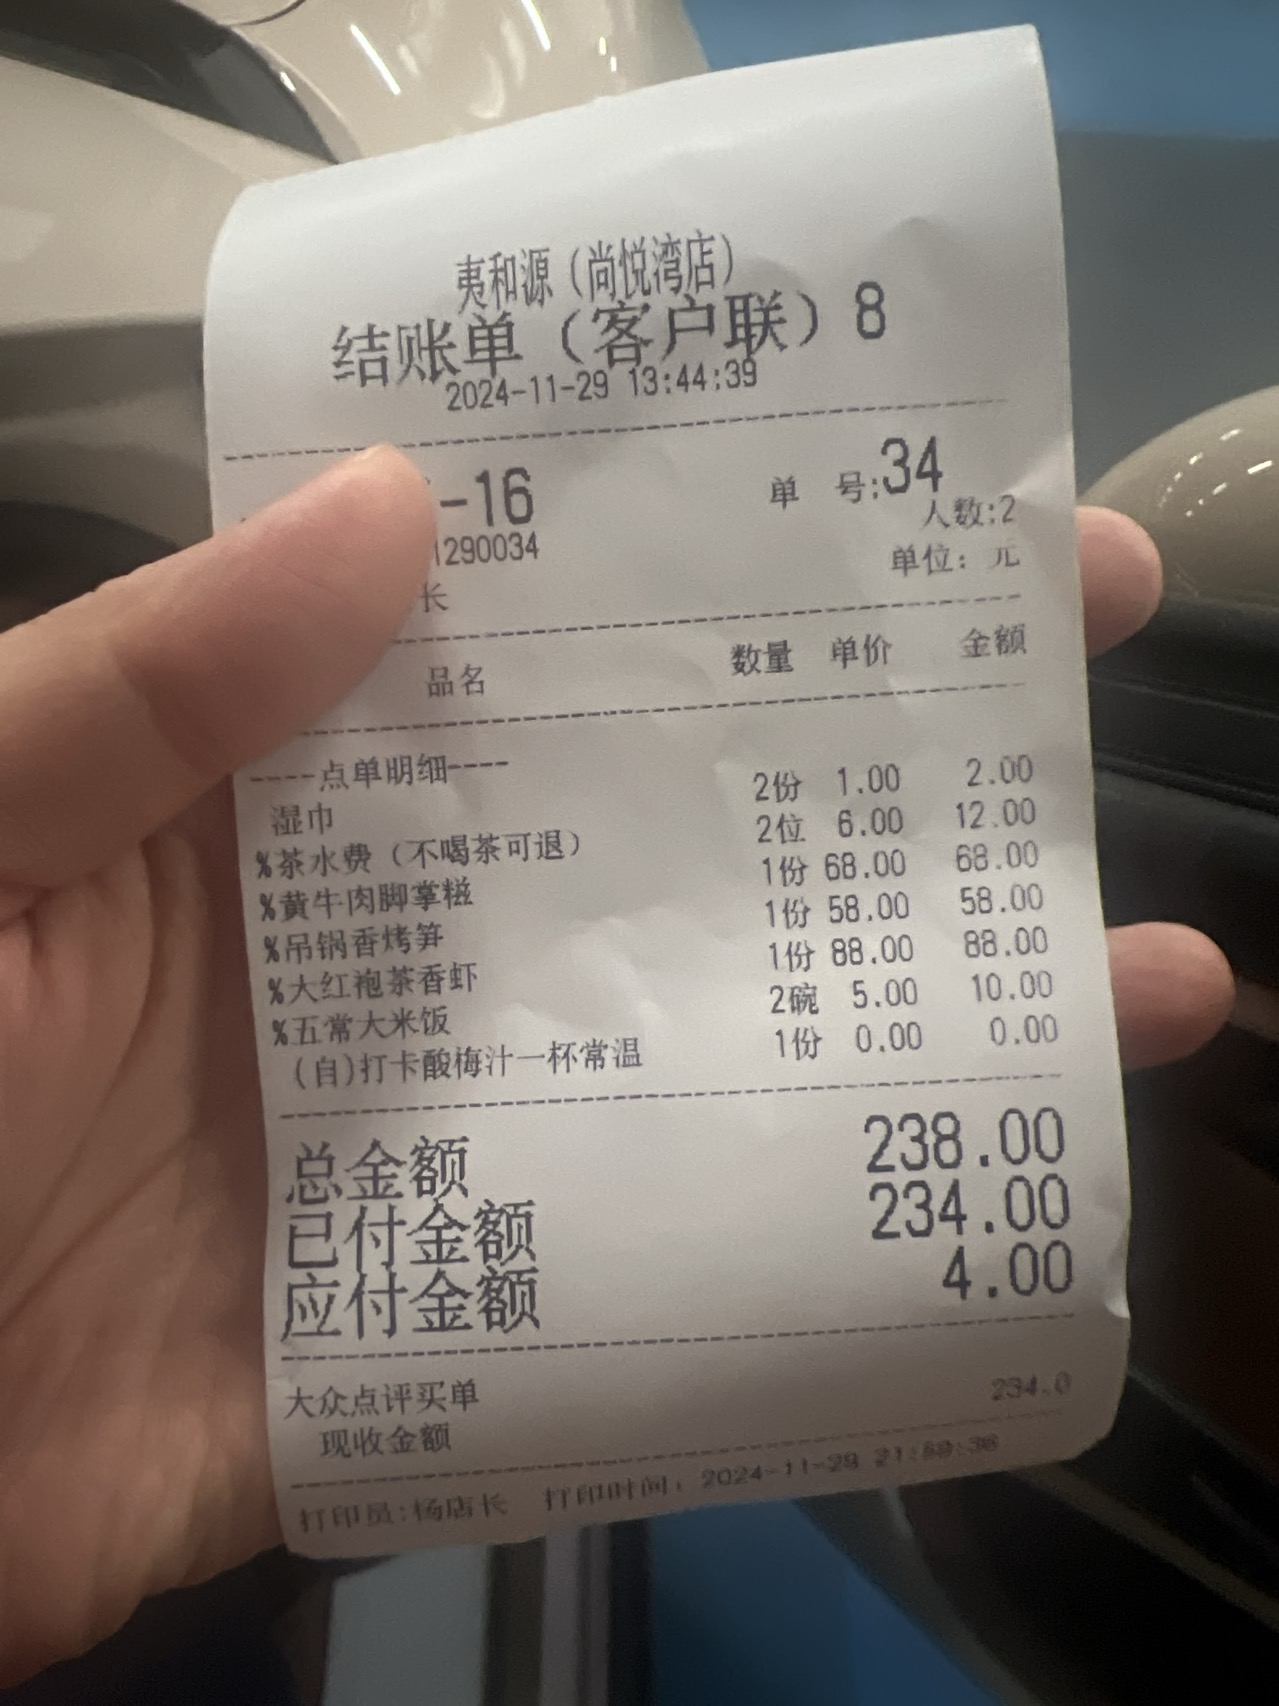 夷和源（尚悦湾店）
结账单（客户联）8
2024-11-29 13:44:39
-16 单 号:34
1290034 人数:2
长 单位：元
品名 数量 单价 金额
----点单明细----
湿巾 2份 1.00 2.00
%茶水费（不喝茶可退） 2位 6.00 12.00
%黄牛肉脚掌糍 1份 68.00 68.00
%吊锅香烤笋 1份 58.00 58.00
%大红袍茶香虾 1份 88.00 88.00
%五常大米饭 2碗 5.00 10.00
(自)打卡酸梅汁一杯常温 1份 0.00 0.00
总金额 238.00
已付金额 234.00
应付金额 4.00
大众点评买单 234.0
现收金额
打印员:杨店长 打印时间: 2024-11-29